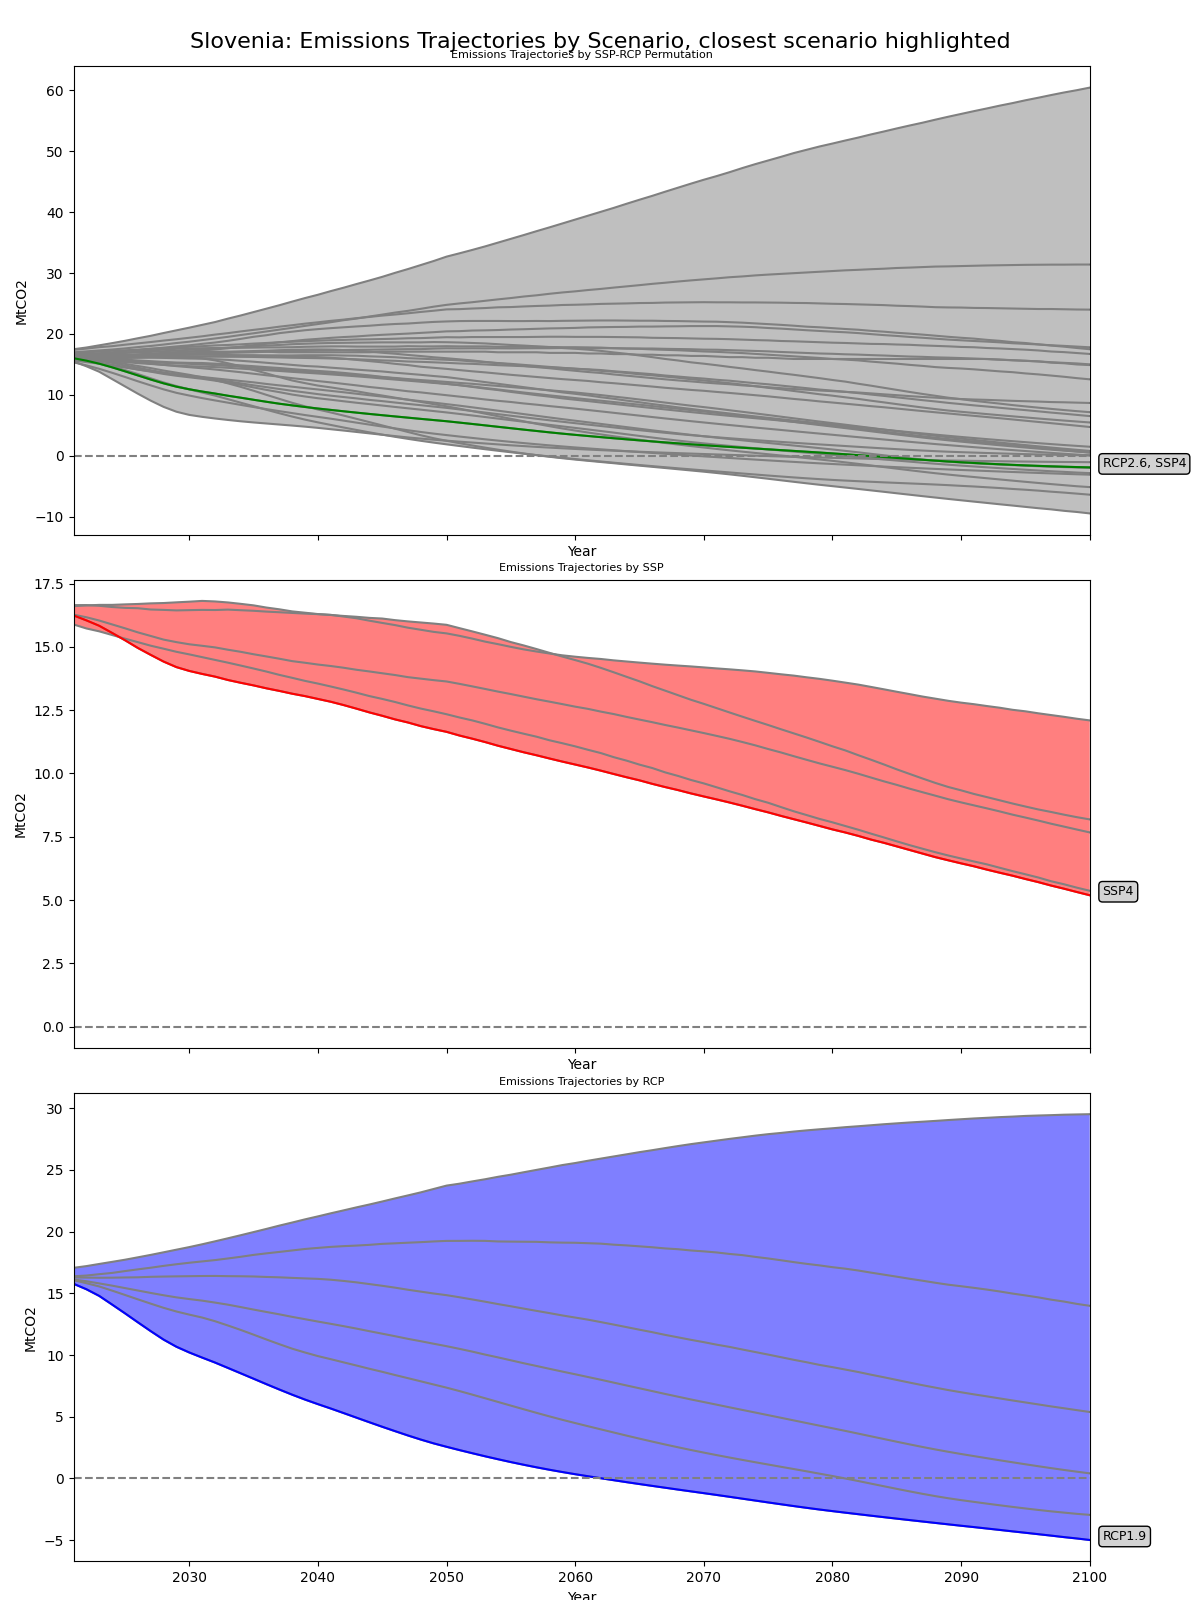 Slovenia: Emissions Trajectories by Scenario, closest scenario highlighted
Emissions Trajectories by SSP-RCP Permutation
60
50
40
30
20
10
0
−10
MtCO2
RCP2.6, SSP4
Year
Emissions Trajectories by SSP
17.5
15.0
12.5
10.0
7.5
5.0
2.5
0.0
MtCO2
SSP4
Year
Emissions Trajectories by RCP
30
25
20
15
10
5
0
−5
MtCO2
RCP1.9
2030 2040 2050 2060 2070 2080 2090 2100
Year